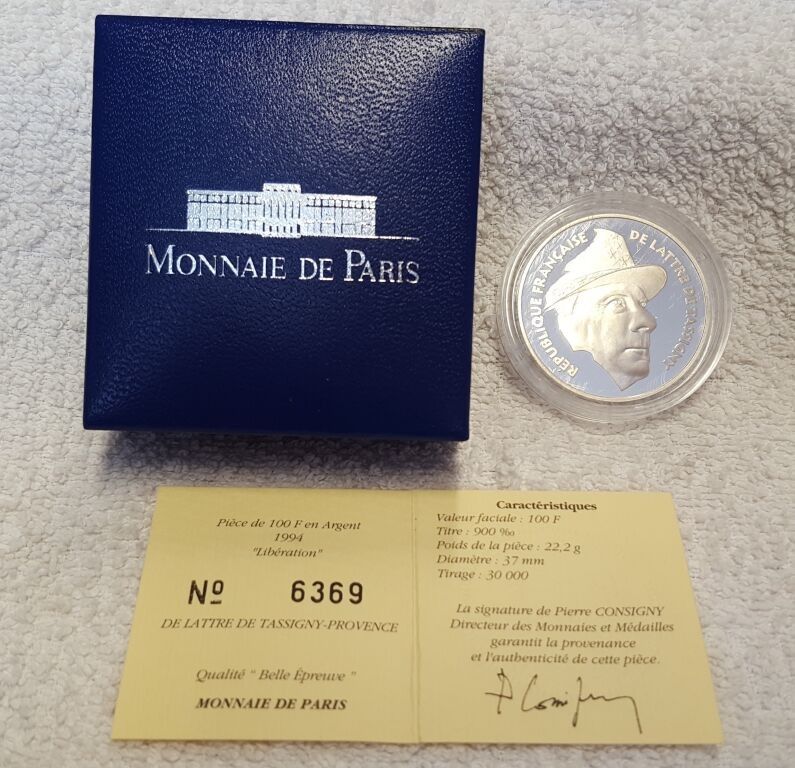 MONNAIE DE PARIS
RÉPUBLIQUE FRANÇAISE
DE LATTRE DE TASSIGNY
Pièce de 100 F en Argent
1994
"Libération"
Nº 6369
DE LATTRE DE TASSIGNY-PROVENCE
Qualité " Belle Épreuve "
MONNAIE DE PARIS
Caractéristiques
Valeur faciale : 100 F
Titre : 900 ‰
Poids de la pièce : 22,2 g
Diamètre : 37 mm
Tirage : 30 000
La signature de Pierre CONSIGNY
Directeur des Monnaies et Médailles
garantit la provenance
et l'authenticité de cette pièce.